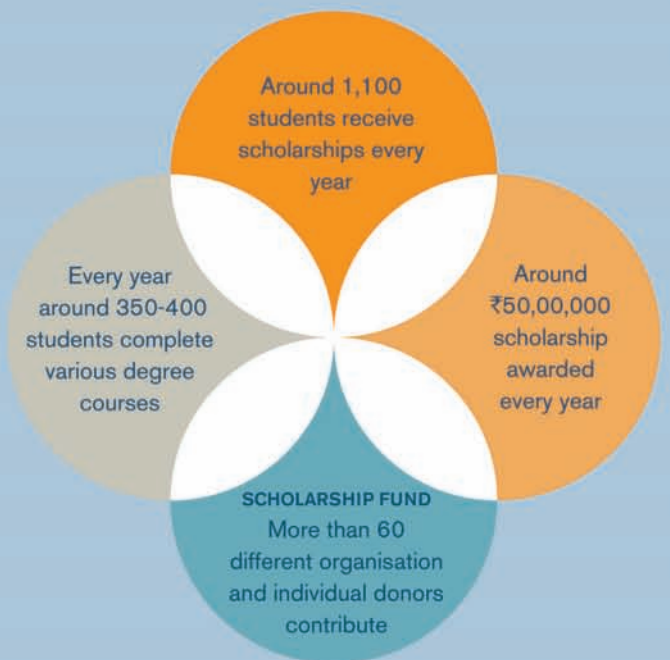 Around 1,100
students receive
scholarships every
year
Every year
around 350-400
students complete
various degree
courses
Around
₹50,00,000
scholarship
awarded
every year
SCHOLARSHIP FUND
More than 60
different organisation
and individual donors
contribute